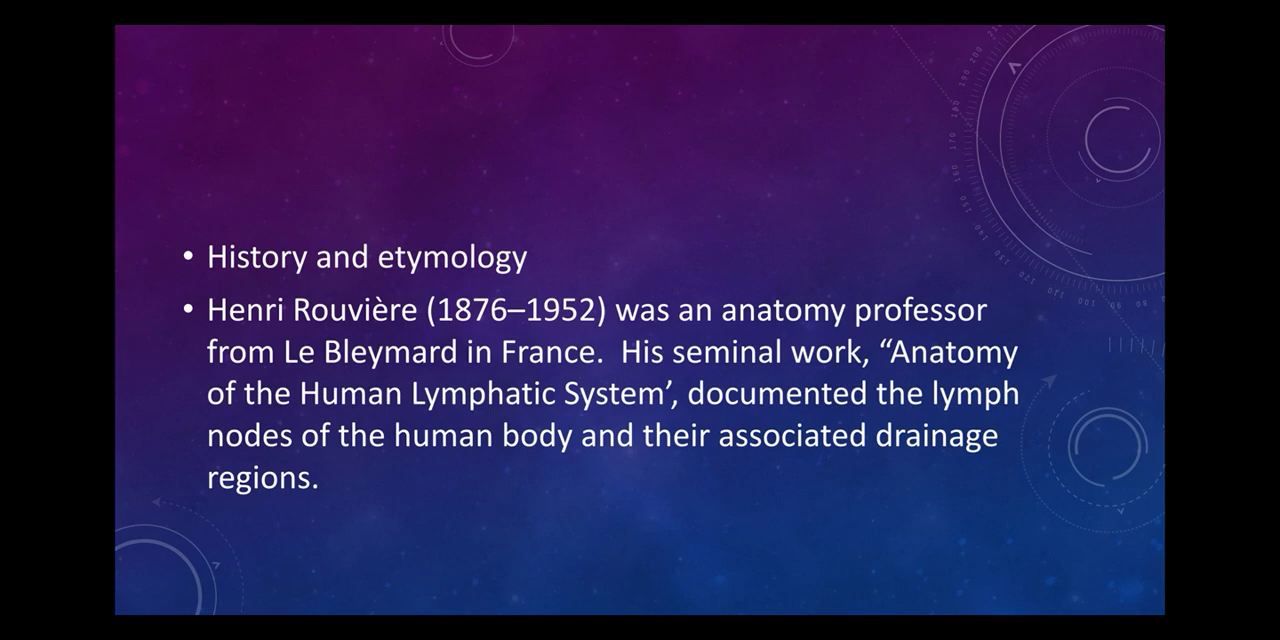 • History and etymology
• Henri Rouvière (1876–1952) was an anatomy professor
from Le Bleymard in France.  His seminal work, “Anatomy
of the Human Lymphatic System’, documented the lymph
nodes of the human body and their associated drainage
regions.